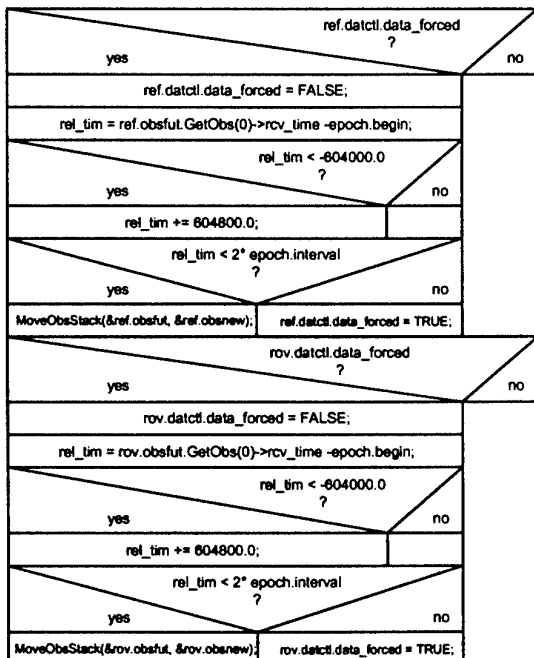 ref.datctl.data_forced
?
yes
no
ref.datctl.data_forced = FALSE;
rel_tim = ref.obsfut.GetObs(0)->rcv_time -epoch.begin;
rel_tim < -604000.0
?
yes
no
rel_tim += 604800.0;
rel_tim < 2* epoch.interval
?
yes
no
MoveObsStack(&ref.obsfut, &ref.obsnew);
ref.datctl.data_forced = TRUE;
rov.datctl.data_forced
?
yes
no
rov.datctl.data_forced = FALSE;
rel_tim = rov.obsfut.GetObs(0)->rcv_time -epoch.begin;
rel_tim < -604000.0
?
yes
no
rel_tim += 604800.0;
rel_tim < 2* epoch.interval
?
yes
no
MoveObsStack(&rov.obsfut, &rov.obsnew);
rov.datctl.data_forced = TRUE;